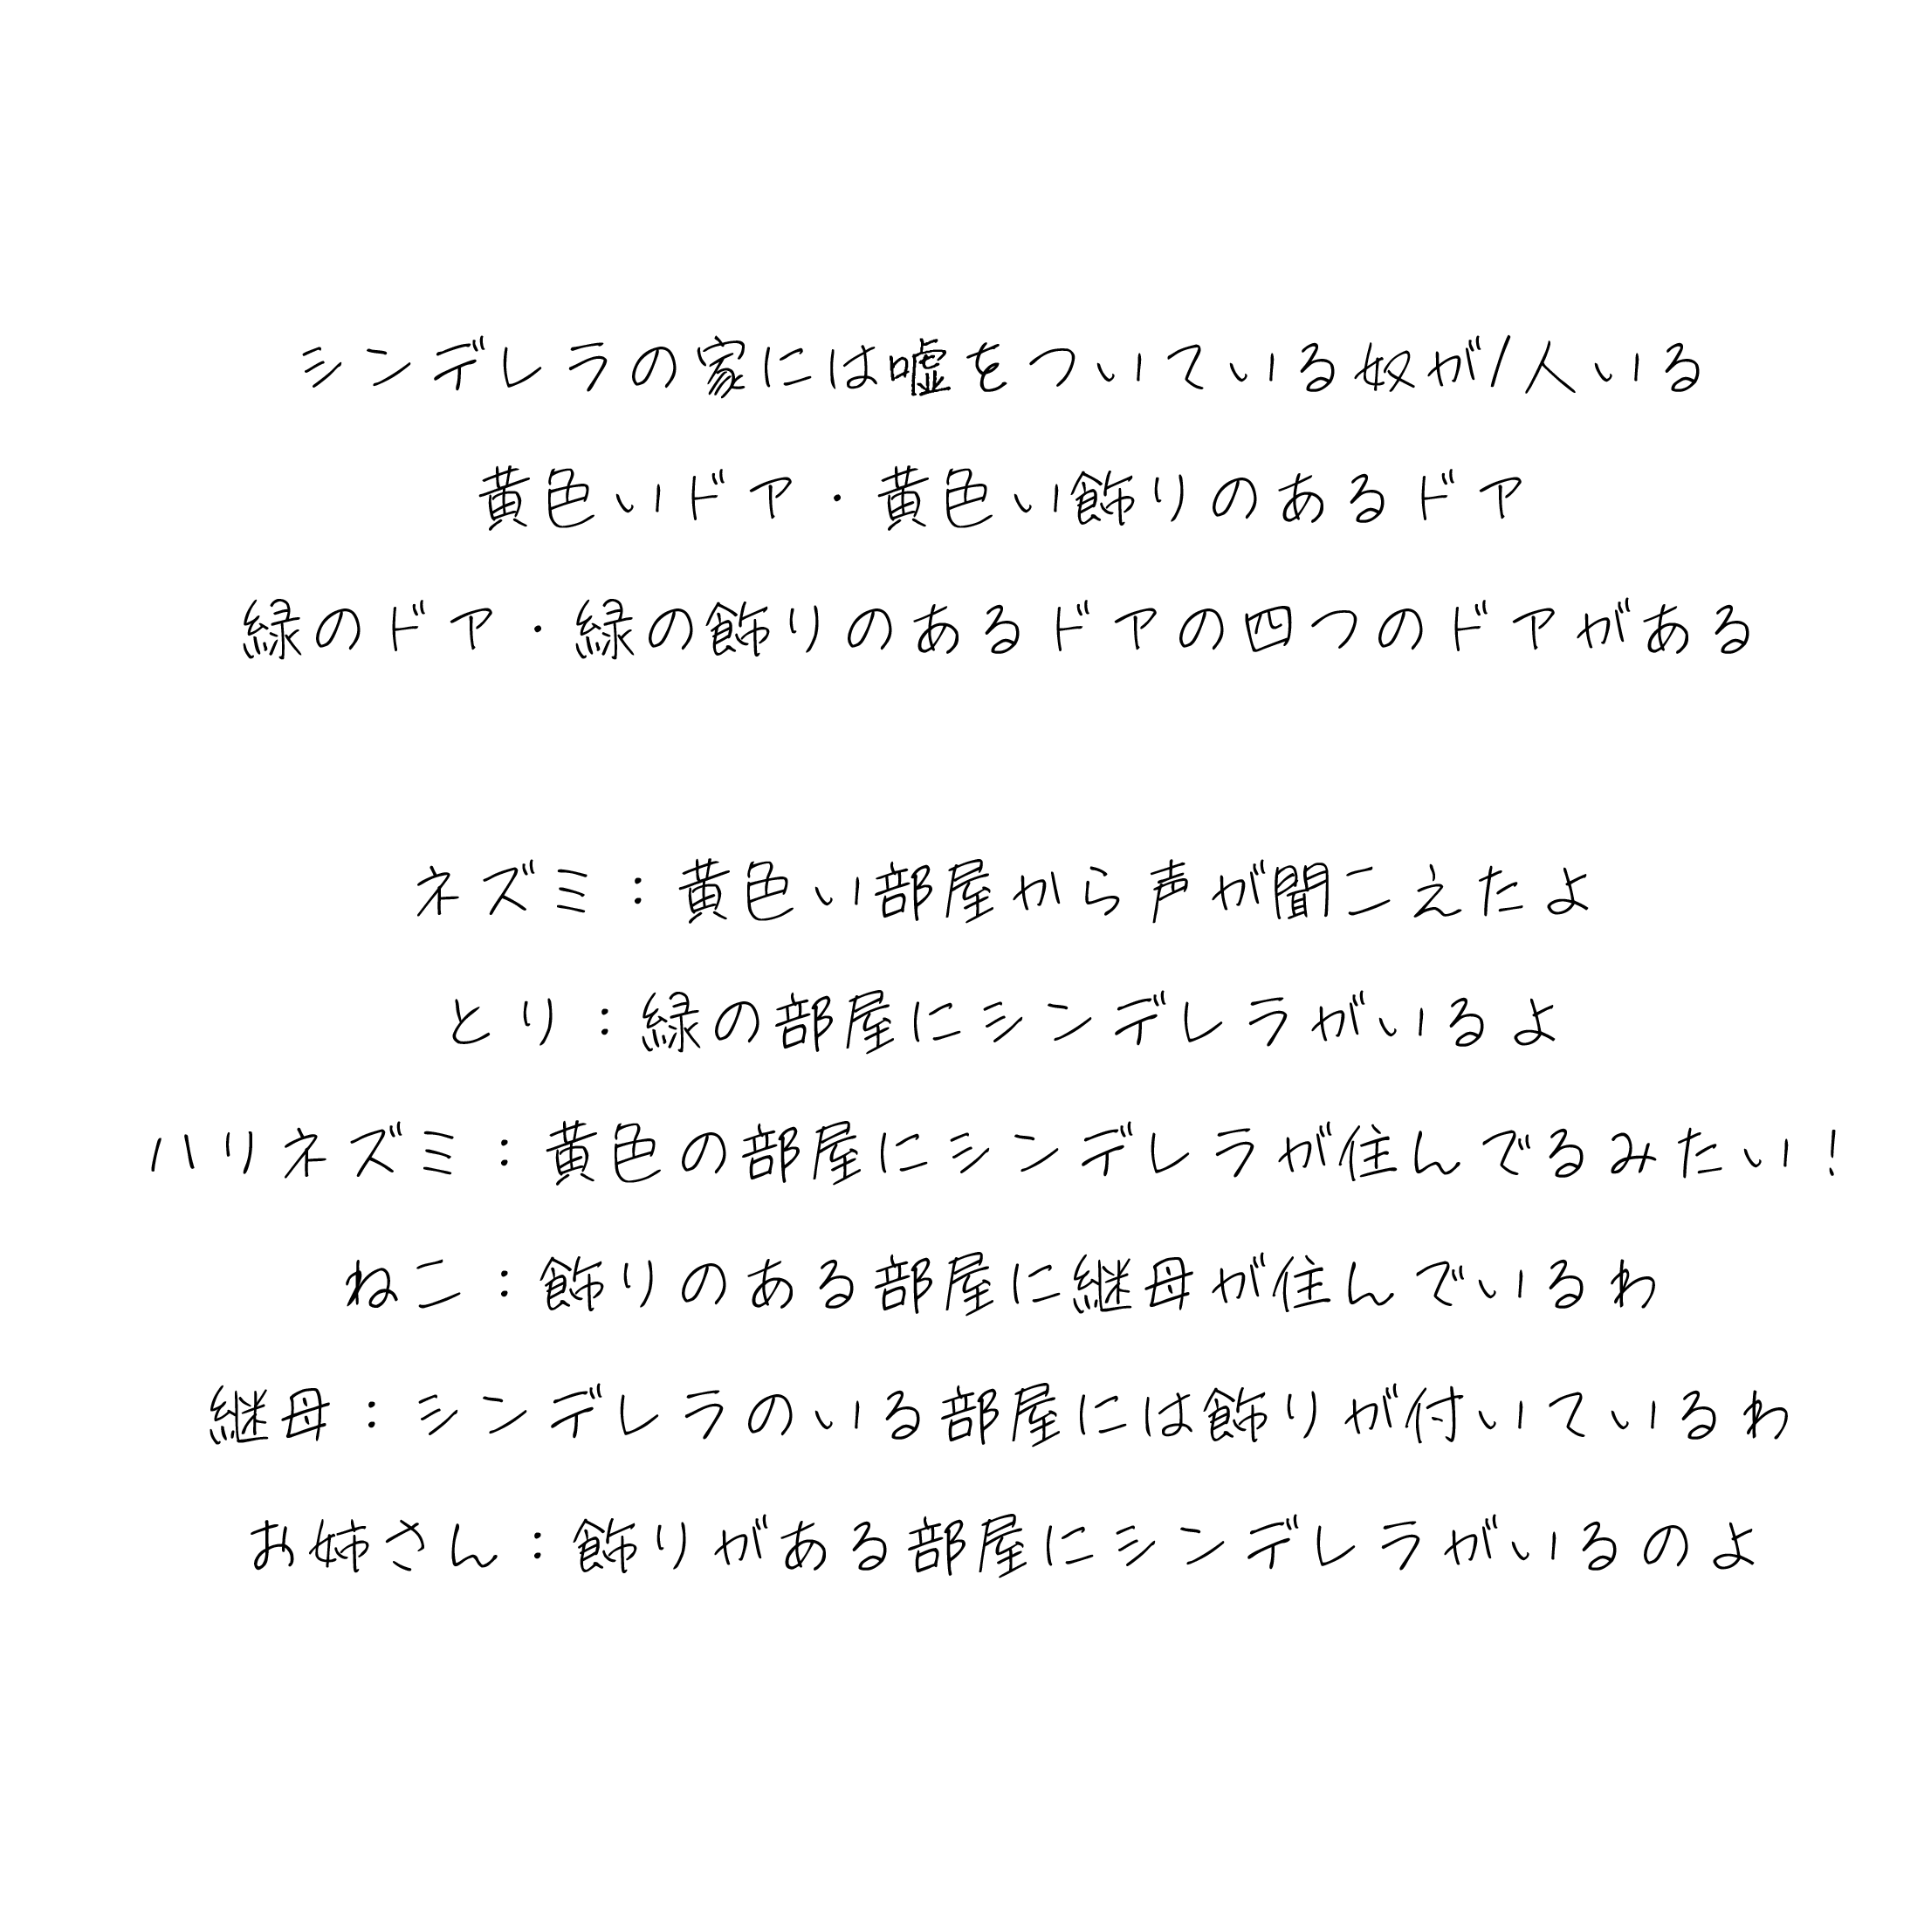 シンデレラの家には嘘をついている奴が1人いる
黄色いドア・黄色い飾りのあるドア
緑のドア・緑の飾りのあるドアの四つのドアがある
ネズミ：黄色い部屋から声が聞こえたよ
とり：緑の部屋にシンデレラがいるよ
ハリネズミ：黄色の部屋にシンデレラが住んでるみたい！
ねこ：飾りのある部屋に継母が住んでいるわ
継母：シンデレラのいる部屋には飾りが付いているわ
お姉さん：飾りがある部屋にシンデレラがいるのよ